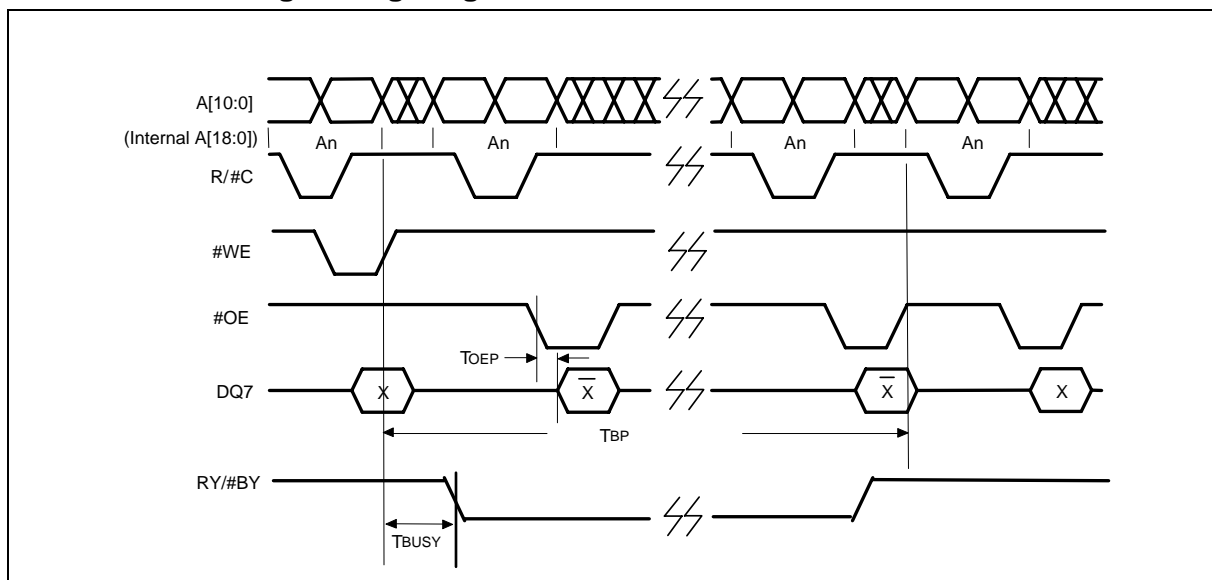 A[10:0]
(Internal A[18:0])
An An An An
R/#C
#WE
#OE
TOEP
DQ7
X X̅ X̅ X
TBP
RY/#BY
TBUSY